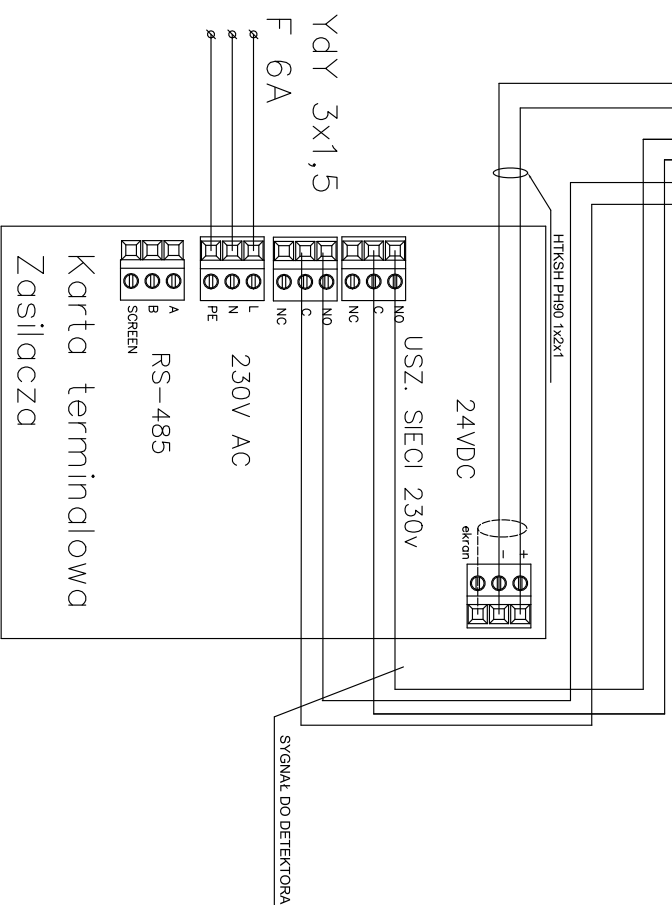 YdY 3x1,5
F 6A
HTKSH PH90 1x2x1
24VDC
+
-
ekran
USZ. SIECI 230v
NO
C
NC
NO
C
NC
230V AC
L
N
PE
RS-485
A
B
SCREEN
Karta terminalowa
Zasilacza
SYGNAŁ DO DETEKTORA